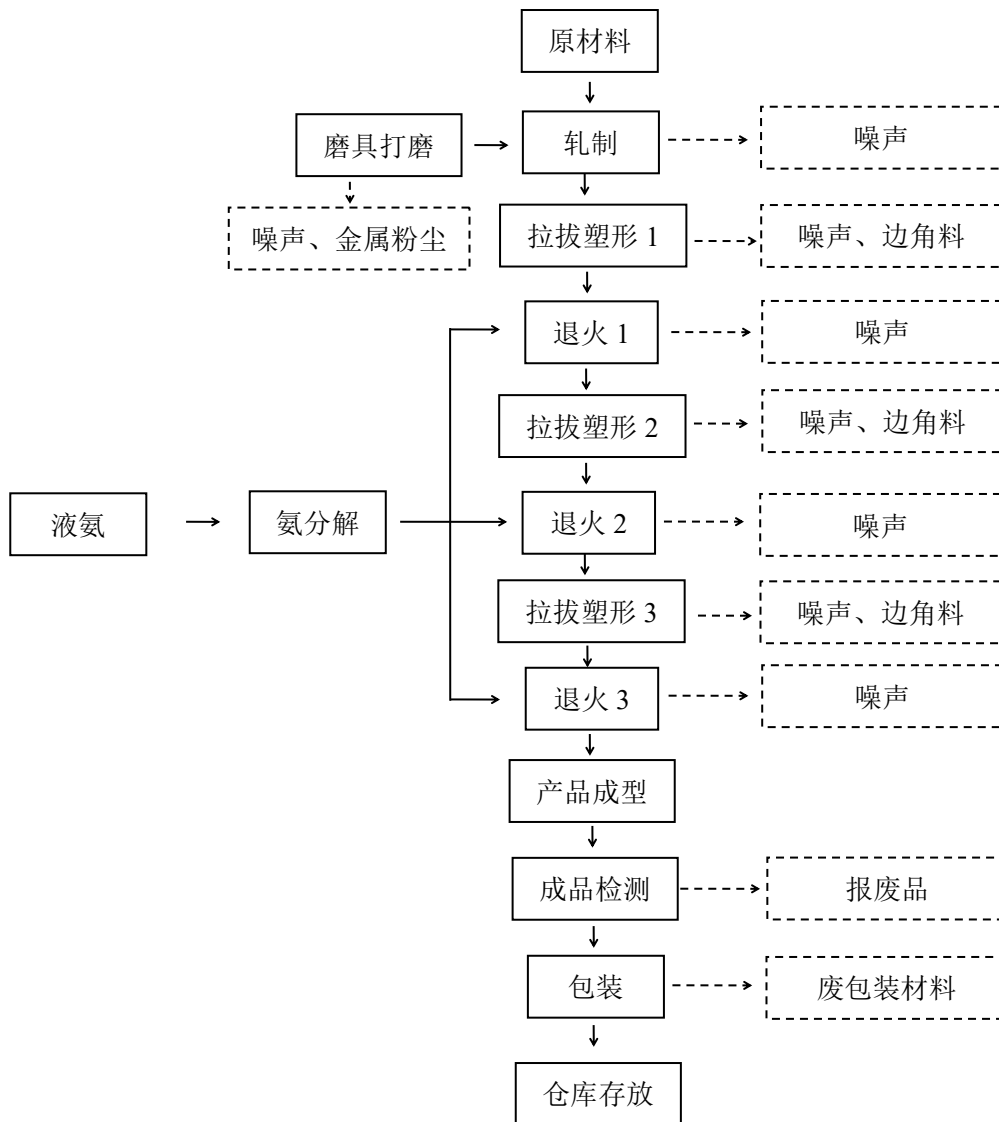 原材料
磨具打磨
轧制
噪声
噪声、金属粉尘
拉拔塑形 1
噪声、边角料
退火 1
噪声
拉拔塑形 2
噪声、边角料
液氨
氨分解
退火 2
噪声
拉拔塑形 3
噪声、边角料
退火 3
噪声
产品成型
成品检测
报废品
包装
废包装材料
仓库存放